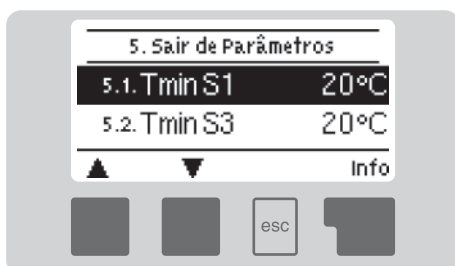 5. Sair de Parâmetros
5.1. Tmin S1 20°C
5.2. Tmin S3 20°C
▲ ▼ Info
esc